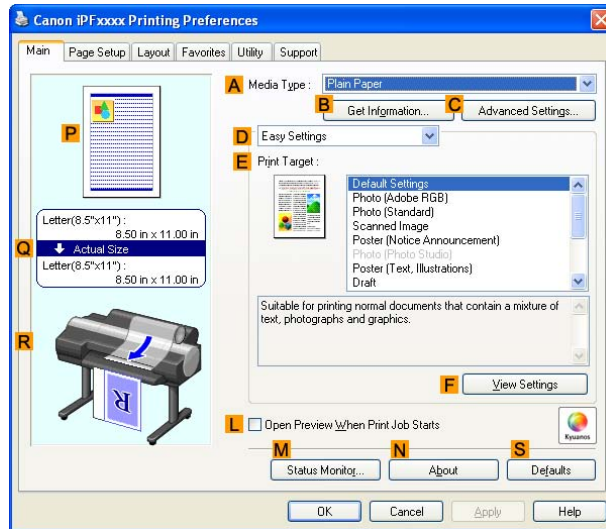 Canon iPFxxxx Printing Preferences
Main Page Setup Layout Favorites Utility Support
A Media Type : Plain Paper
B C
Get Information... Advanced Settings...
D Easy Settings
E Print Target :
P
Default Settings
Photo (Adobe RGB)
Photo (Standard)
Scanned Image
Poster (Notice Announcement)
Photo (Photo Studio)
Poster (Text, Illustrations)
Draft
Letter(8.5"x11") :
8.50 in x 11.00 in
Q Actual Size
Letter(8.5"x11") :
8.50 in x 11.00 in
Suitable for printing normal documents that contain a mixture of
text, photographs and graphics.
R
R
F View Settings
L Open Preview When Print Job Starts
Kyuanos
M N S
Status Monitor... About Defaults
OK Cancel Apply Help